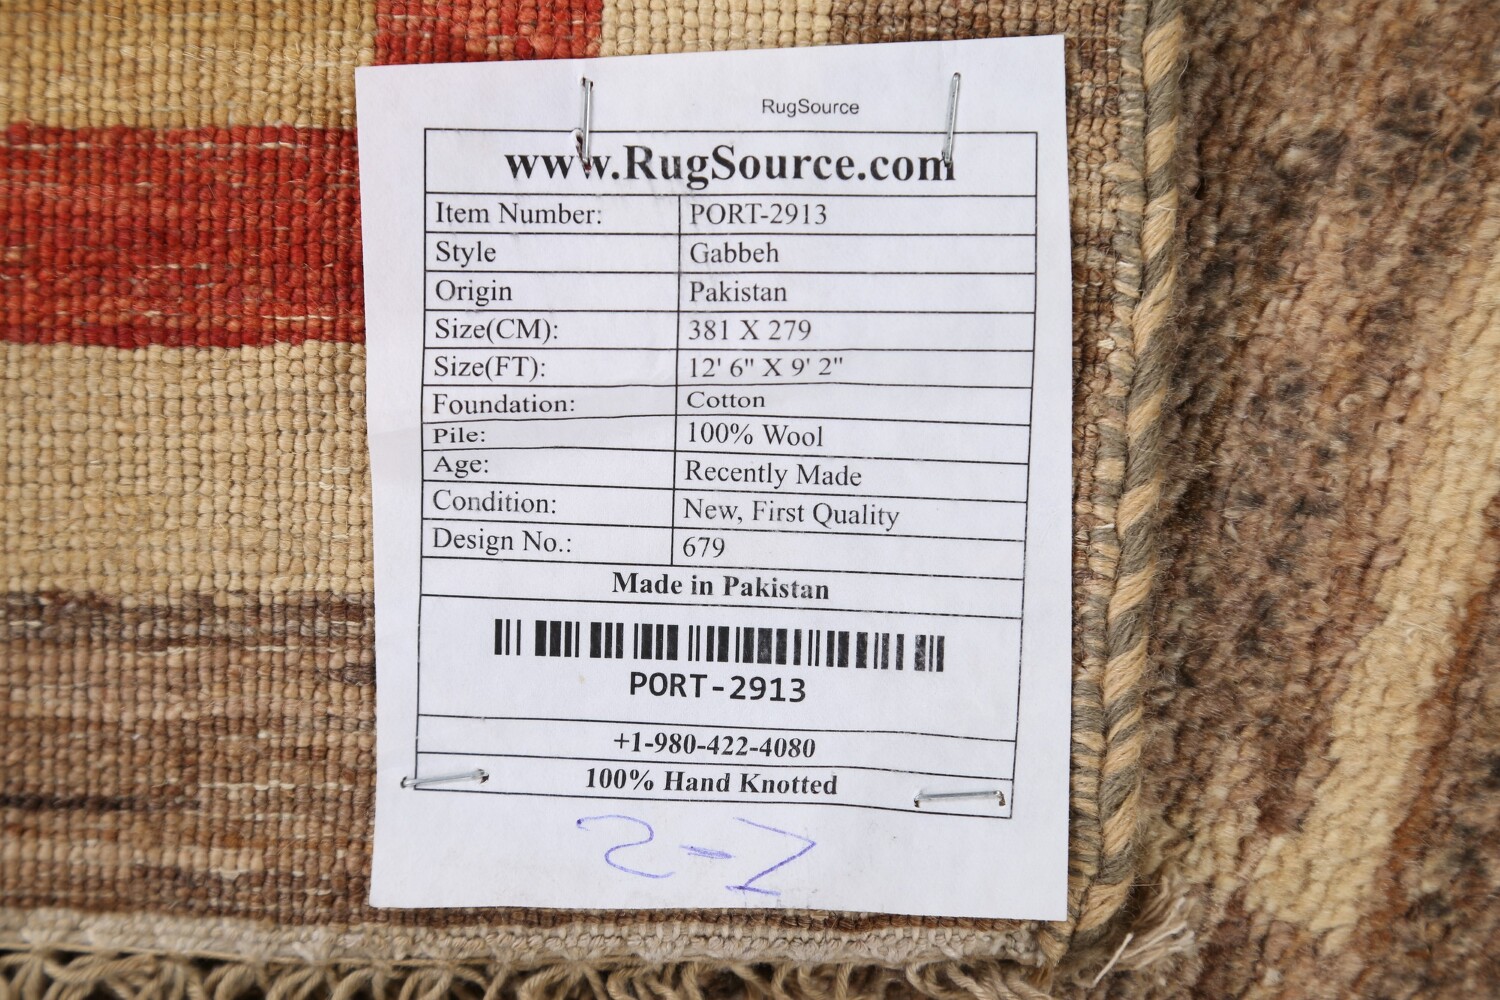 RugSource
www.RugSource.com
Item Number: PORT-2913
Style Gabbeh
Origin Pakistan
Size(CM): 381 X 279
Size(FT): 12' 6" X 9' 2"
Foundation: Cotton
Pile: 100% Wool
Age: Recently Made
Condition: New, First Quality
Design No.: 679
Made in Pakistan
PORT-2913
+1-980-422-4080
100% Hand Knotted